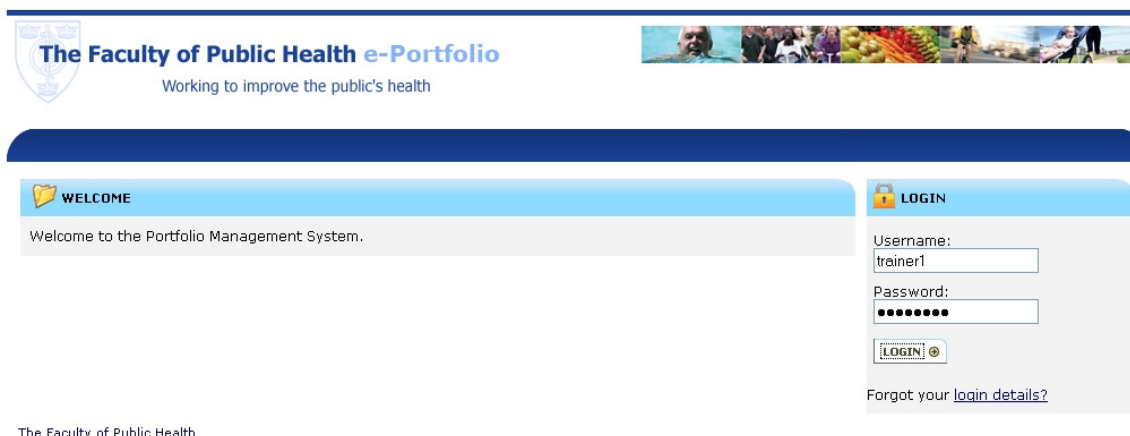 The Faculty of Public Health e-Portfolio
Working to improve the public's health
WELCOME
Welcome to the Portfolio Management System.
LOGIN
Username:
trainer1
Password:
●●●●●●●●
LOGIN
Forgot your login details?
The Faculty of Public Health